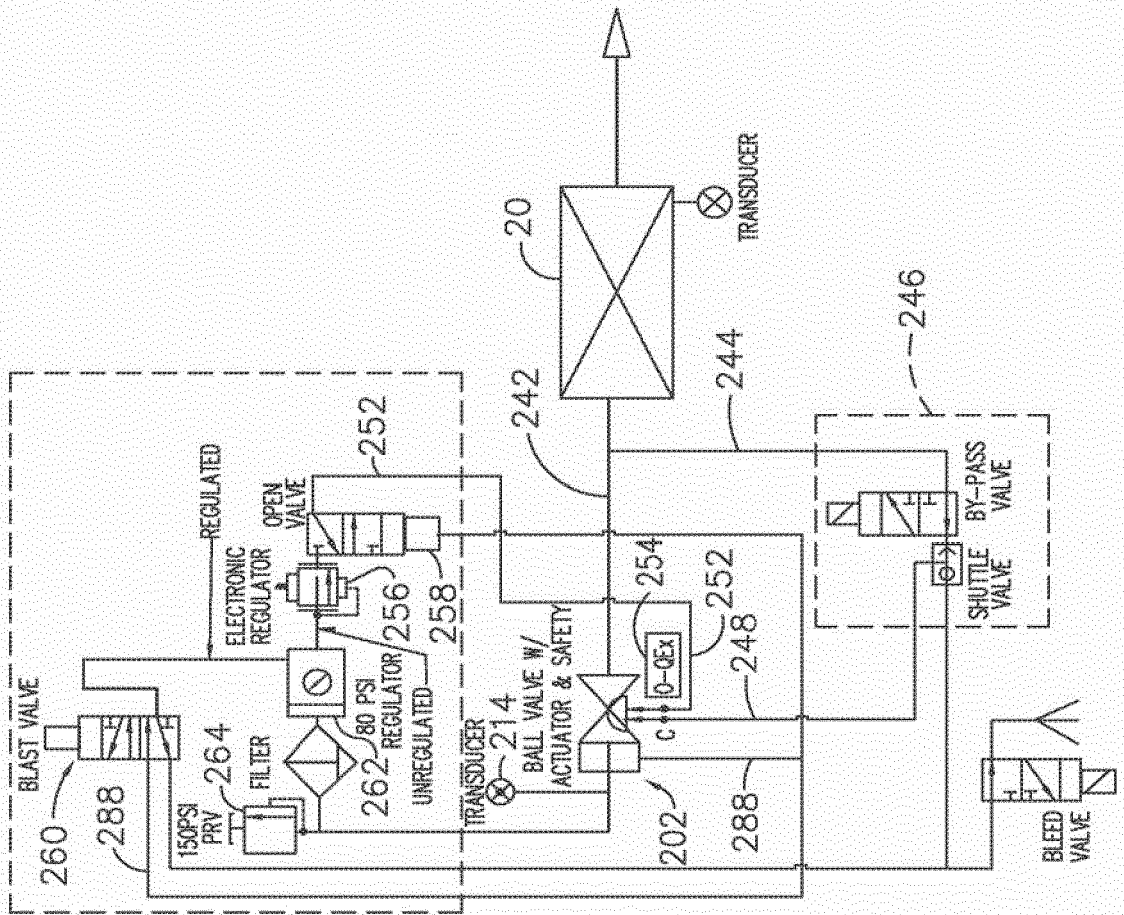 BLAST VALVE
260
288
150PSI
PRV
264
FILTER
262
80 PSI
REGULATOR
UNREGULATED
REGULATED
ELECTRONIC
REGULATOR
256
258
OPEN
VALVE
252
TRANSDUCER
214
BALL VALVE W/
ACTUATOR & SAFETY
202
288
C
O-QEx
254
252
248
242
20
TRANSDUCER
244
246
BY-PASS
VALVE
SHUTTLE
VALVE
BLEED
VALVE